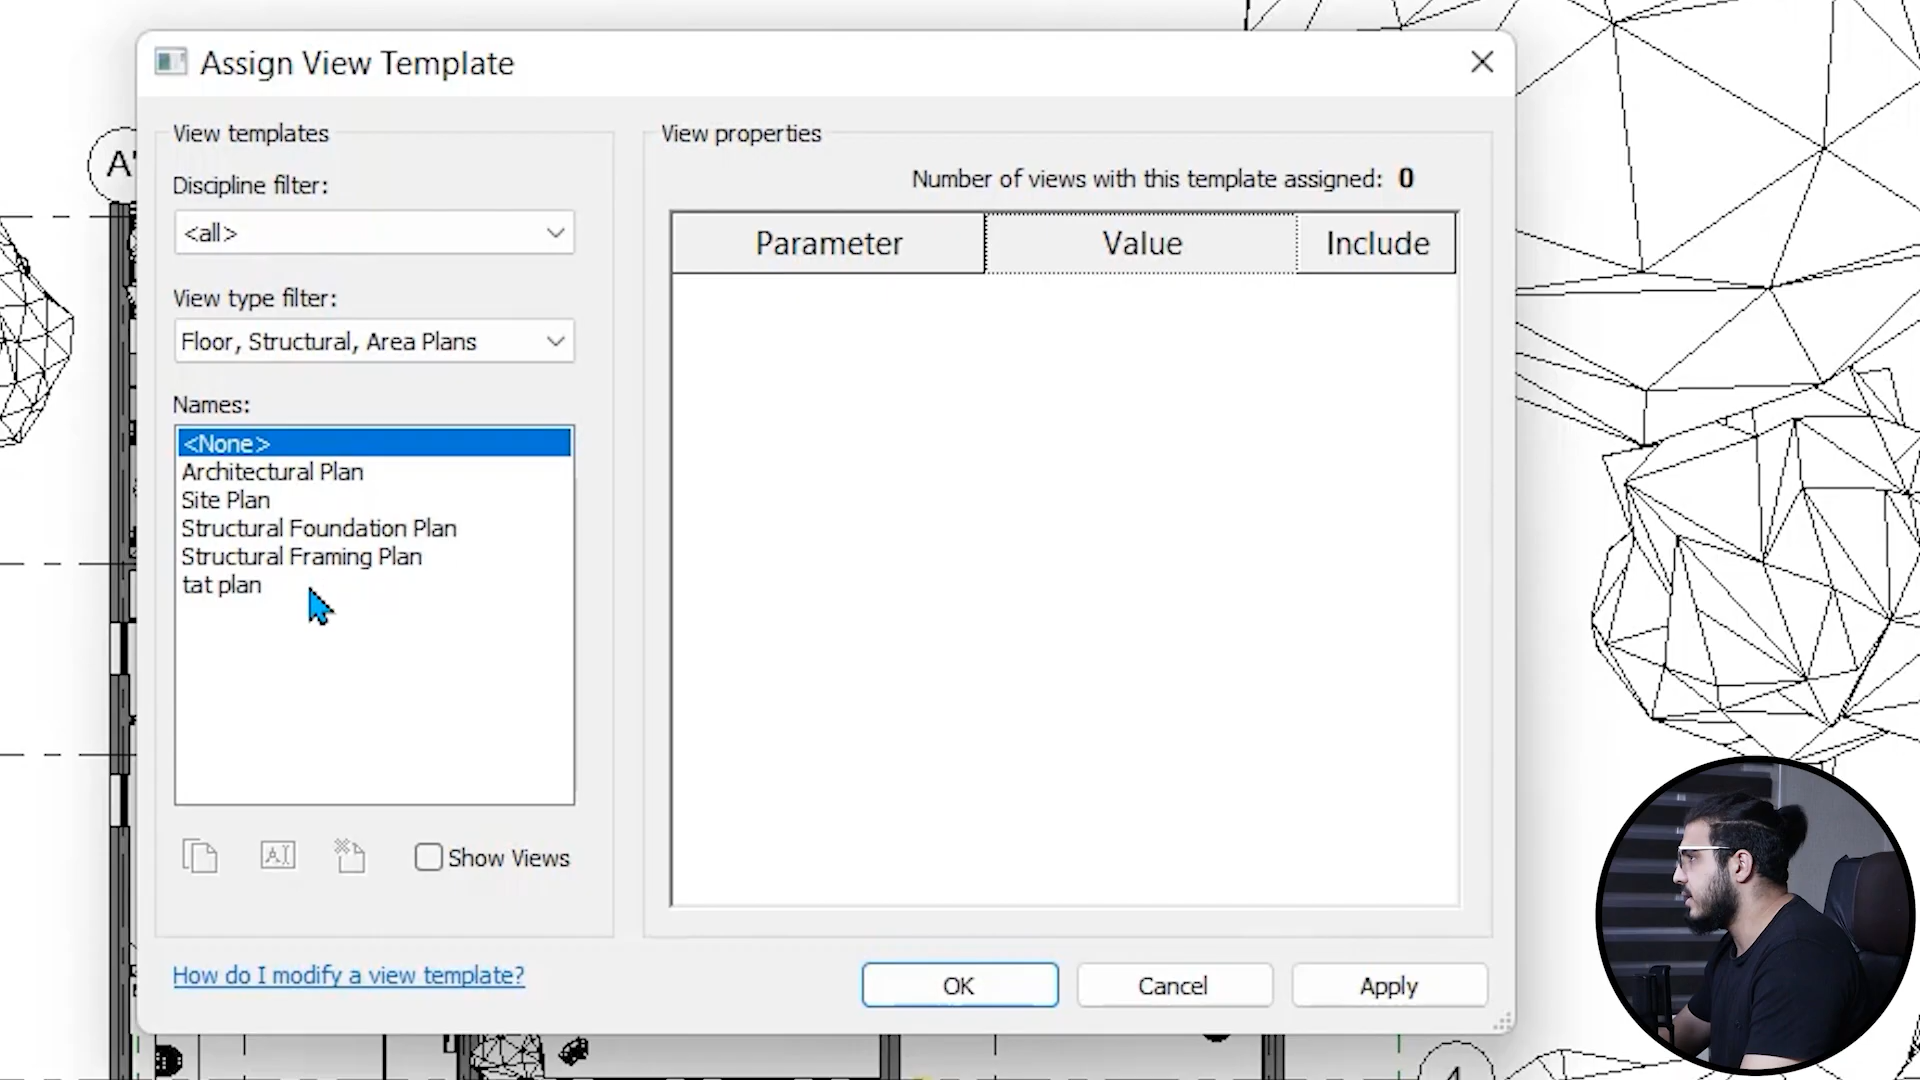 Assign View Template
View templates
Discipline filter:
<all>
View type filter:
Floor, Structural, Area Plans
Names:
<None>
Architectural Plan
Site Plan
Structural Foundation Plan
Structural Framing Plan
tat plan
Show Views
How do I modify a view template?
View properties
Number of views with this template assigned: 0
Parameter Value Include
OK Cancel Apply